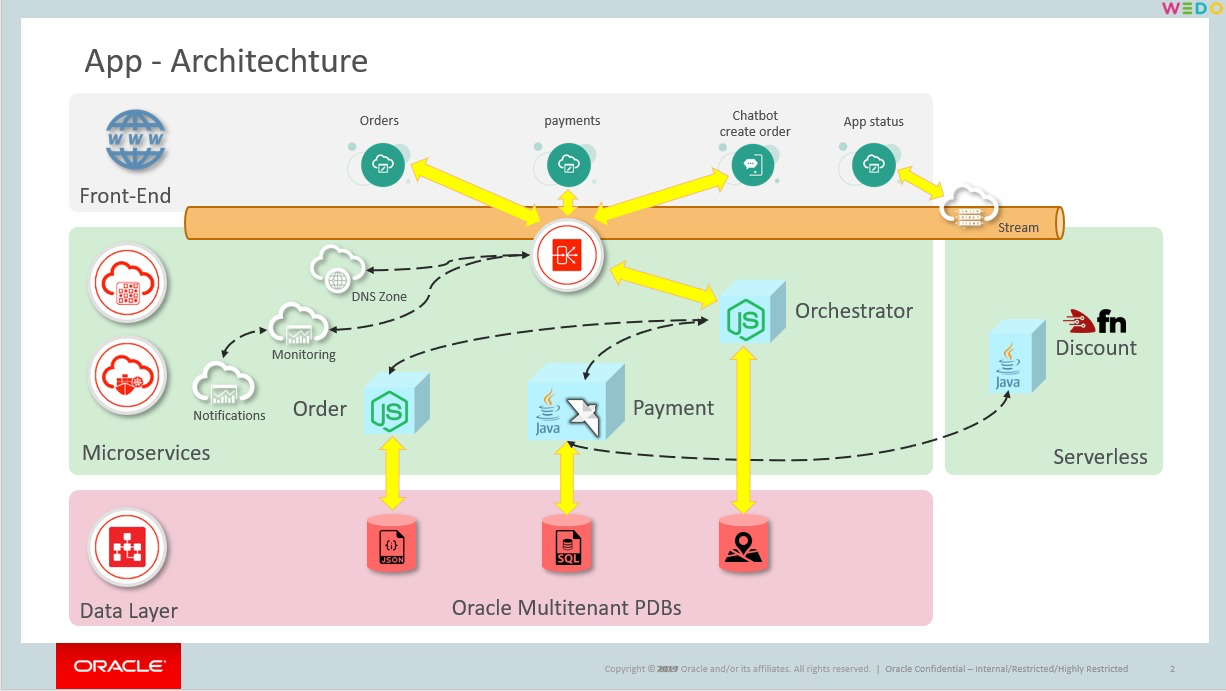 WEDO
App - Architechture
Orders
payments
Chatbot
create order
App status
WWW
Front-End
Stream
DNS Zone
Monitoring
Notifications
JS
Orchestrator
fn
Discount
Java
Order
JS
Java
Payment
Microservices
Serverless
{i}
JSON
SQL
Data Layer
Oracle Multitenant PDBs
ORACLE
Copyright © 2019 Oracle and/or its affiliates. All rights reserved. | Oracle Confidential – Internal/Restricted/Highly Restricted
2